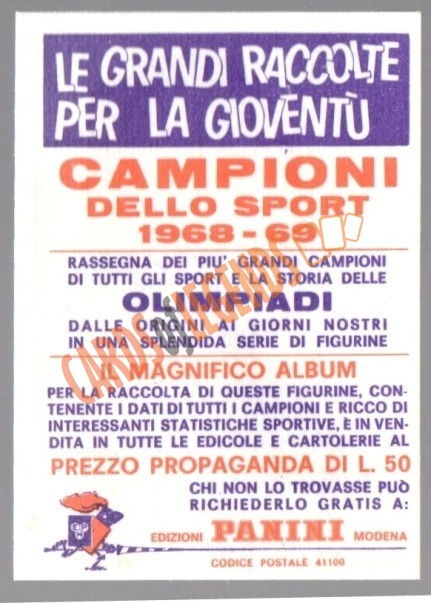 LE GRANDI RACCOLTE
PER LA GIOVENTÙ
CAMPIONI
DELLO SPORT
1968-69
RASSEGNA DEI PIU' GRANDI CAMPIONI
DI TUTTI GLI SPORT E LA STORIA DELLE
OLIMPIADI
DALLE ORIGINI AI GIORNI NOSTRI
IN UNA SPLENDIDA SERIE DI FIGURINE
IL MAGNIFICO ALBUM
PER LA RACCOLTA DI QUESTE FIGURINE, CON-
TENENTE I DATI DI TUTTI I CAMPIONI E RICCO DI
INTERESSANTI STATISTICHE SPORTIVE, È IN VEN-
DITA IN TUTTE LE EDICOLE E CARTOLERIE AL
PREZZO PROPAGANDA DI L. 50
CHI NON LO TROVASSE PUÒ
RICHIEDERLO GRATIS A:
EDIZIONI PANINI MODENA
CODICE POSTALE 41100
CARDS OF LEGENDS